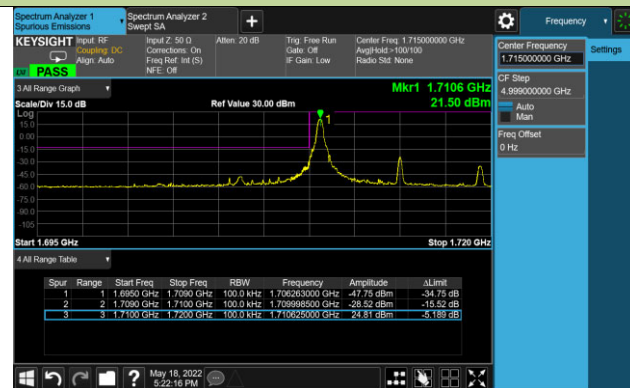 Spectrum Analyzer 1
Spurious Emissions
Spectrum Analyzer 2
Swept SA
Frequency
KEYSIGHT
Input: RF
Coupling: DC
Align: Auto
Input Z: 50 Ω
Corrections: On
Freq Ref: Int (S)
NFE: Off
Atten: 20 dB
Trig: Free Run
Gate: Off
IF Gain: Low
Center Freq: 1.715000000 GHz
Avg|Hold:>100/100
Radio Std: None
PASS
Center Frequency
1.715000000 GHz
Settings
CF Step
4.999000000 GHz
Auto
Man
Freq Offset
0 Hz
3 All Range Graph
Mkr1 1.7106 GHz
Scale/Div 15.0 dB
Ref Value 30.00 dBm
21.50 dBm
Log
15.0
0.00
-15.0
-30.0
-45.0
-60.0
-75.0
-90.0
-105
1
Start 1.695 GHz
Stop 1.720 GHz
4 All Range Table
Spur Range Start Freq Stop Freq RBW Frequency Amplitude ΔLimit
1 1 1.6950 GHz 1.7090 GHz 100.0 kHz 1.706263000 GHz -47.75 dBm -34.75 dB
2 2 1.7090 GHz 1.7100 GHz 100.0 kHz 1.709998500 GHz -28.52 dBm -15.52 dB
3 3 1.7100 GHz 1.7200 GHz 100.0 kHz 1.710625000 GHz 24.81 dBm -5.189 dB
May 18, 2022
5:22:16 PM